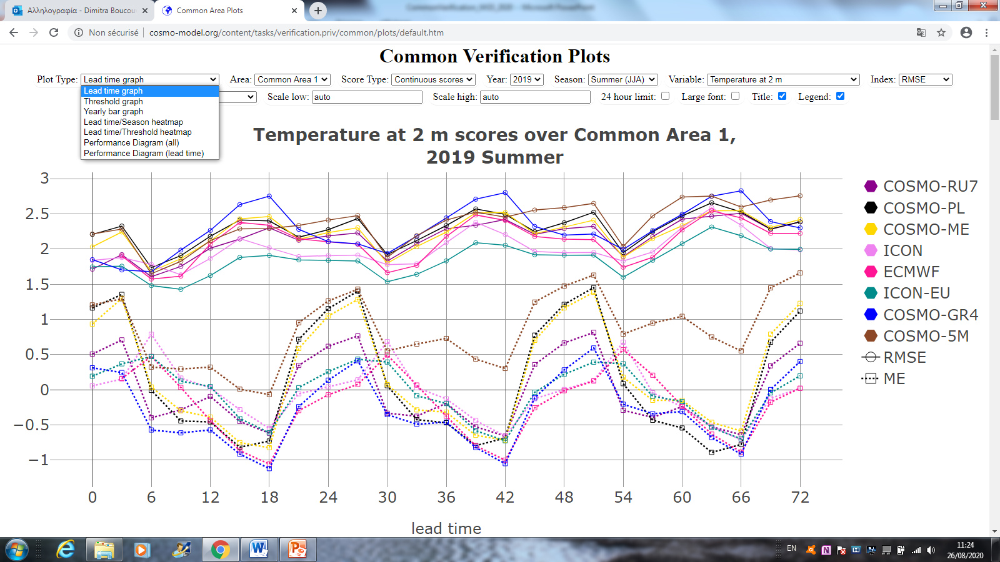 Αλληλογραφία - Dimitra Boucou
Common Area Plots
Non sécurisé
cosmo-model.org/content/tasks/verification.priv/common/plots/default.htm
Common Verification Plots
Plot Type: Lead time graph Area: Common Area 1 Score Type: Continuous scores Year: 2019 Season: Summer (JJA) Variable: Temperature at 2 m Index: RMSE
Scale low: auto Scale high: auto 24 hour limit: Large font: Title: Legend:
Lead time graph
Threshold graph
Yearly bar graph
Lead time/Season heatmap
Lead time/Threshold heatmap
Performance Diagram (all)
Performance Diagram (lead time)
Temperature at 2 m scores over Common Area 1,
2019 Summer
3
2.5
2
1.5
1
0.5
0
−0.5
−1
0 6 12 18 24 30 36 42 48 54 60 66 72
lead time
COSMO-RU7
COSMO-PL
COSMO-ME
ICON
ECMWF
ICON-EU
COSMO-GR4
COSMO-5M
RMSE
ME
EN
11:24
26/08/2020